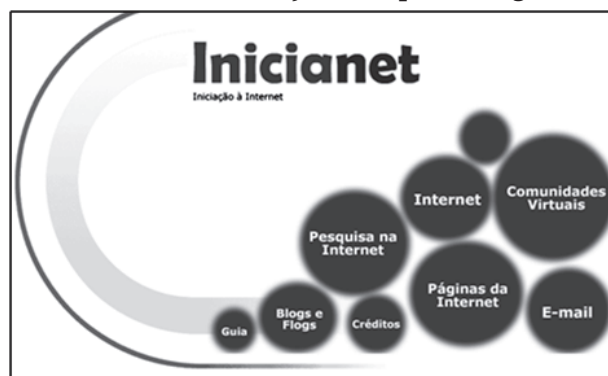 Inicianet
Iniciação à Internet
Comunidades
Virtuais
Internet
Pesquisa na
Internet
Páginas da
Internet
E-mail
Blogs e
Flogs
Créditos
Guia